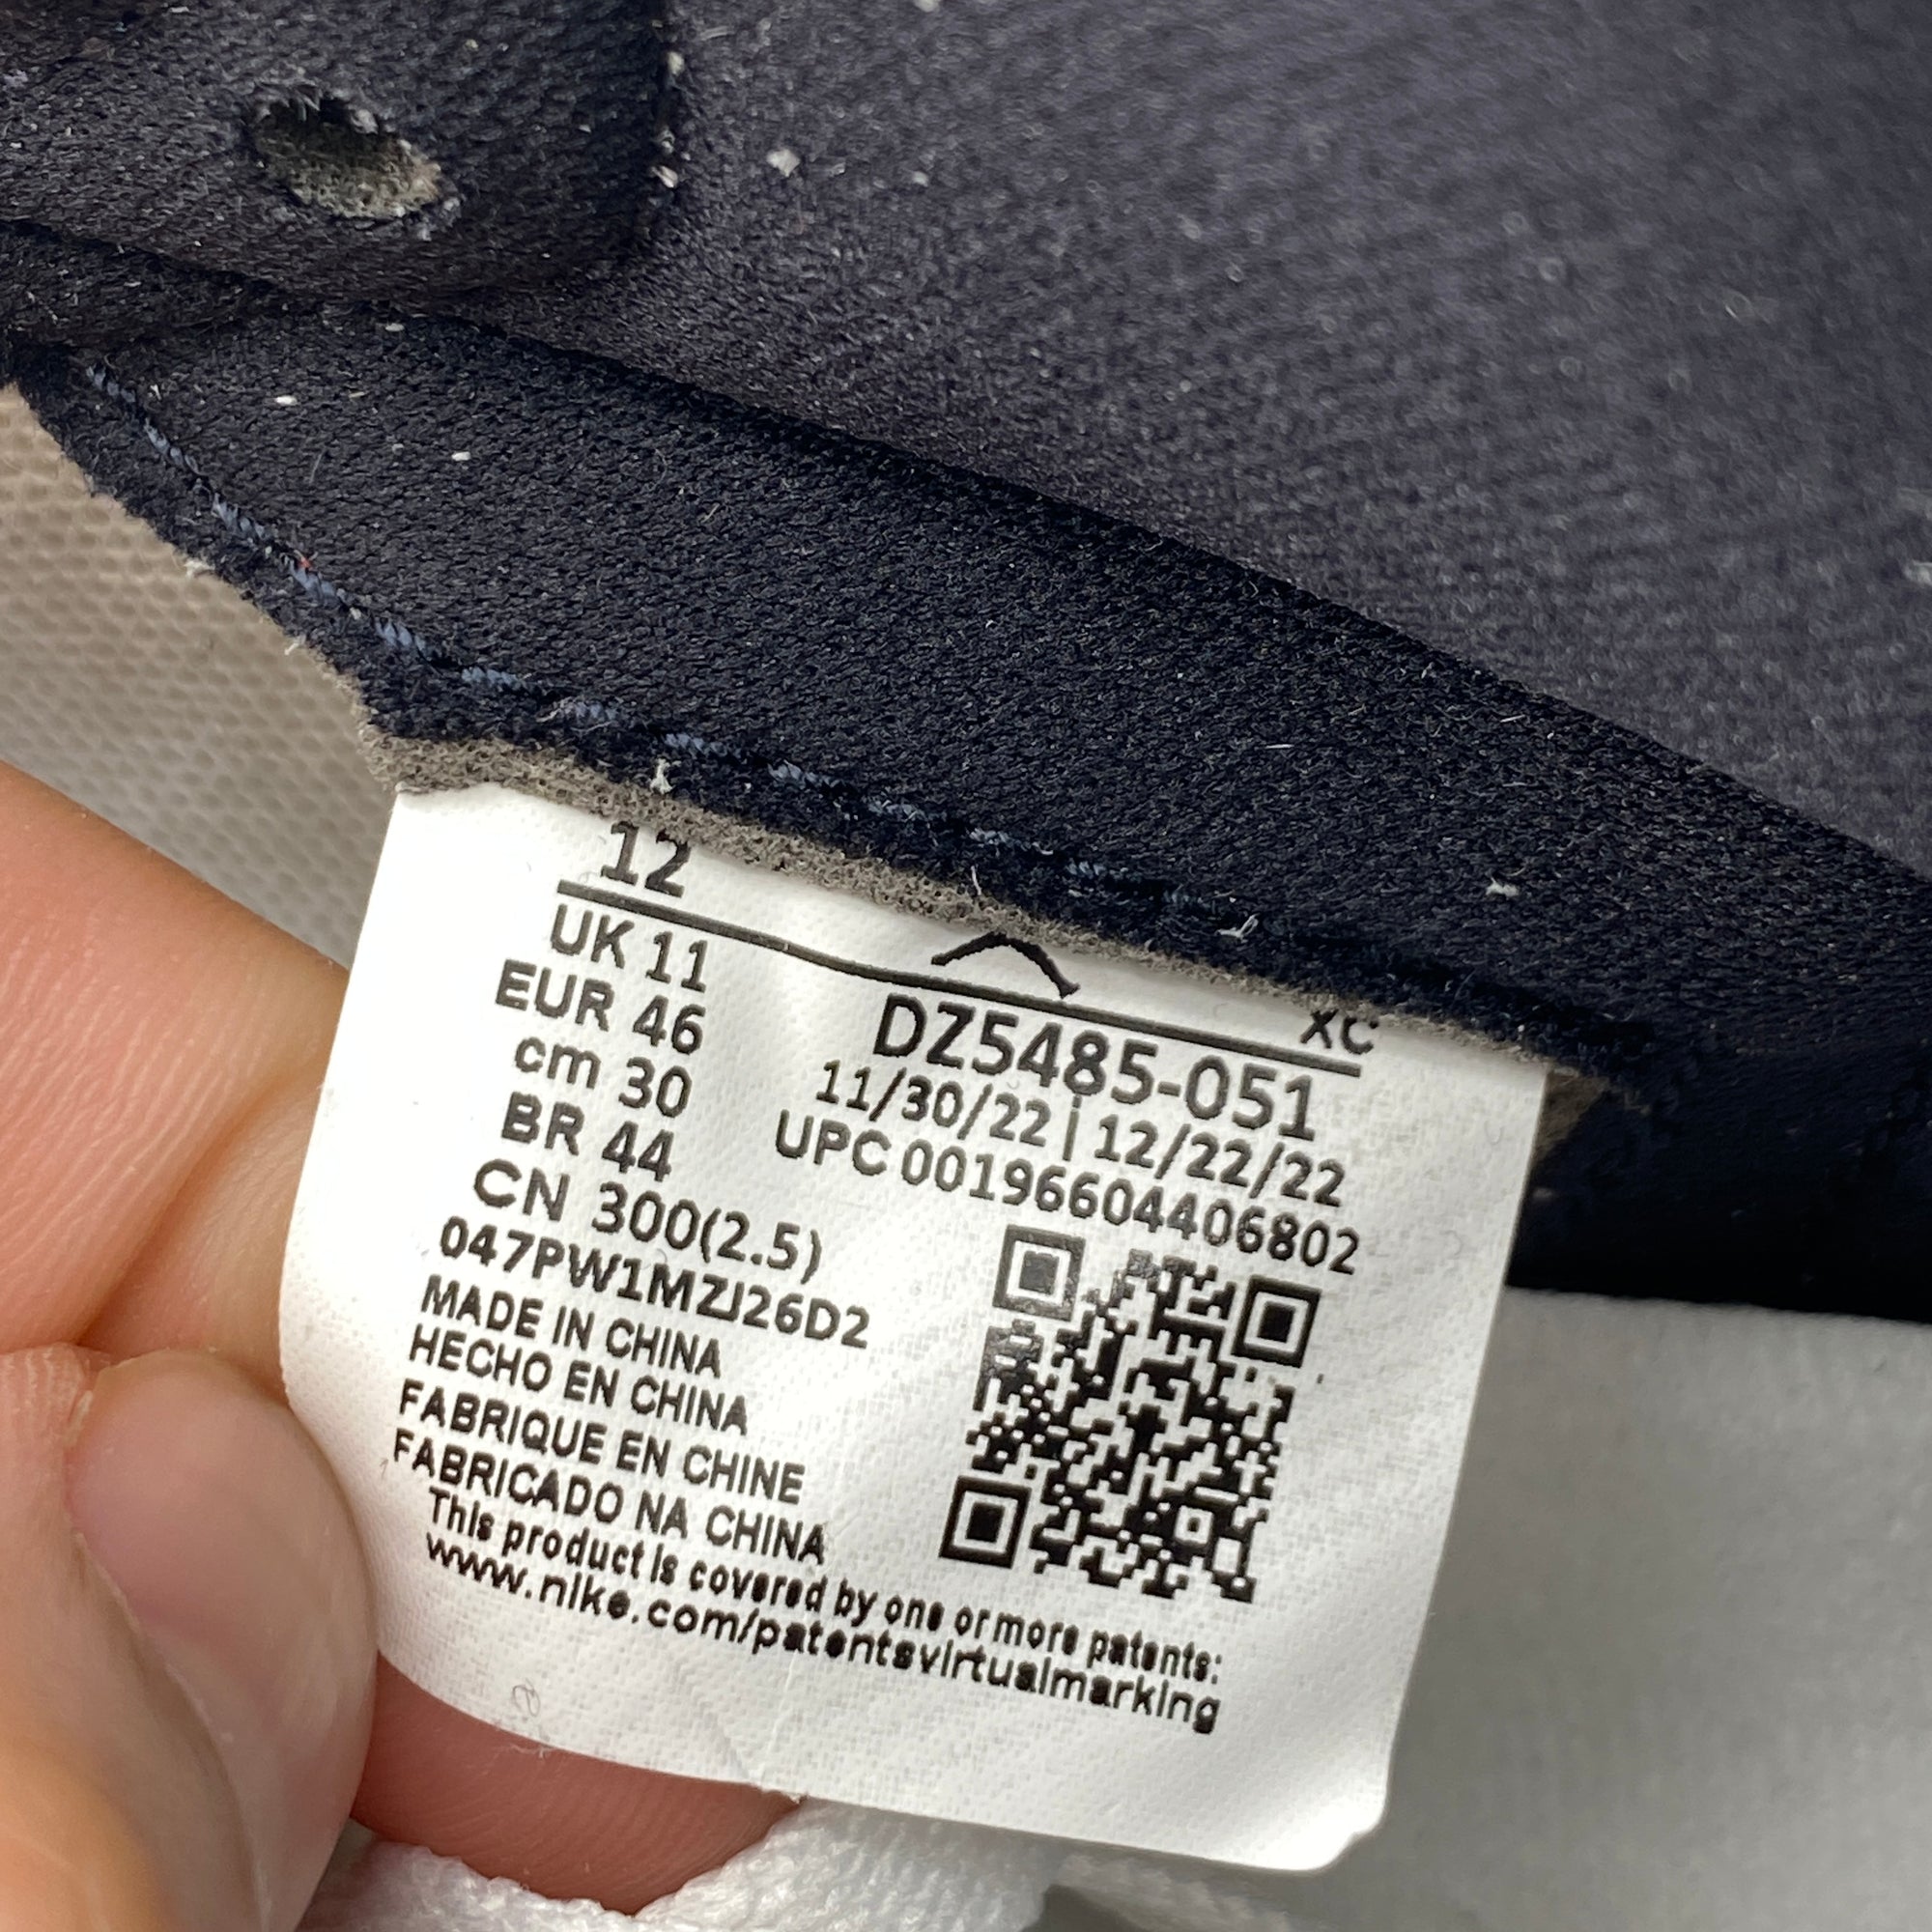 12
XC
UK 11
EUR 46
cm 30
BR 44
CN 300(2.5)
047PW1MZJ26D2
MADE IN CHINA
HECHO EN CHINA
FABRIQUE EN CHINE
FABRICADO NA CHINA
DZ5485-051
11/30/22 | 12/22/22
UPC 00196604406802
This product is covered by one or more patents:
www.nike.com/patentsvirtualmarking